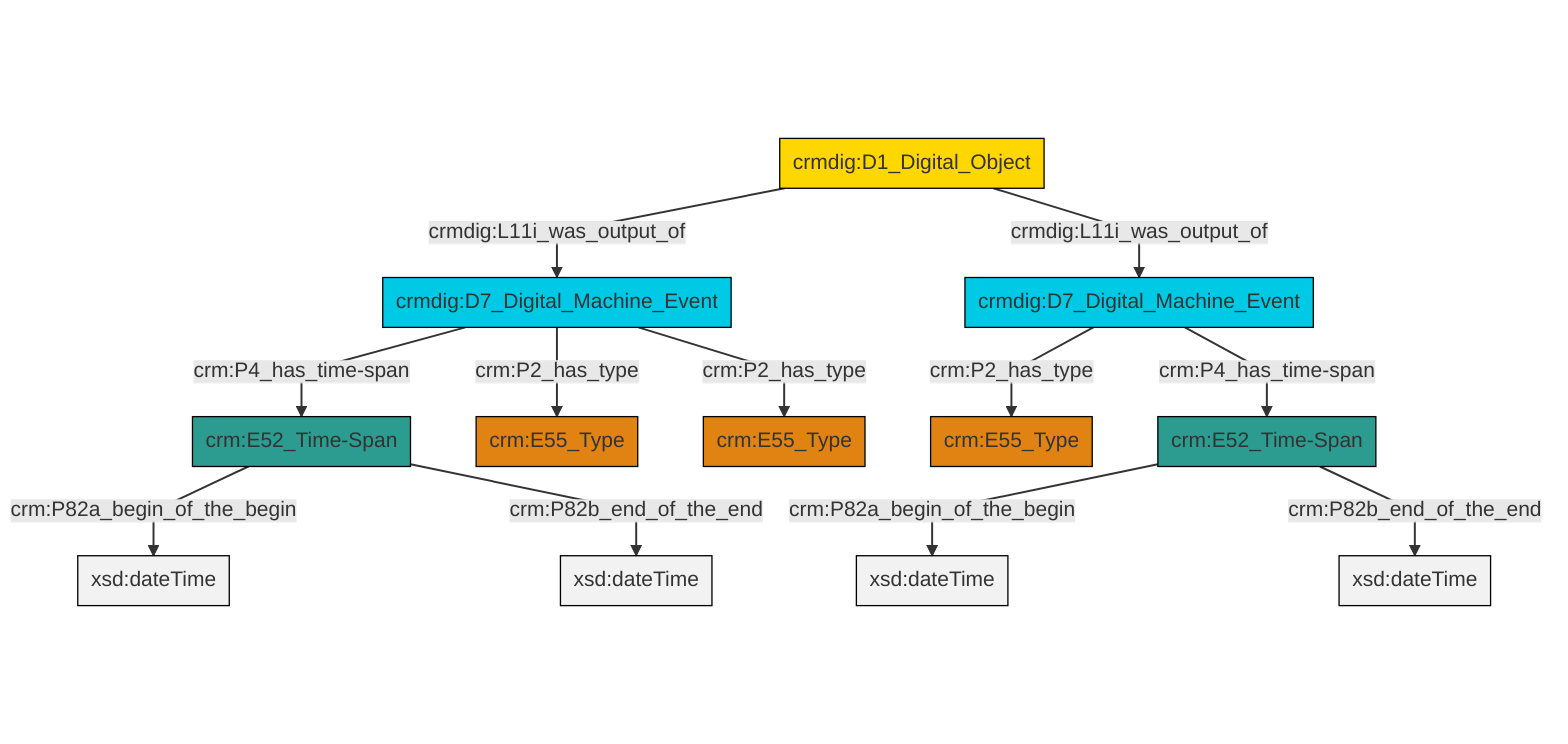 crmdig:D1_Digital_Object
crmdig:L11i_was_output_of
crmdig:L11i_was_output_of
crmdig:D7_Digital_Machine_Event
crmdig:D7_Digital_Machine_Event
crm:P4_has_time-span
crm:P2_has_type
crm:P2_has_type
crm:P2_has_type
crm:P4_has_time-span
crm:E52_Time-Span
crm:E55_Type
crm:E55_Type
crm:E55_Type
crm:E52_Time-Span
crm:P82a_begin_of_the_begin
crm:P82b_end_of_the_end
crm:P82a_begin_of_the_begin
crm:P82b_end_of_the_end
xsd:dateTime
xsd:dateTime
xsd:dateTime
xsd:dateTime